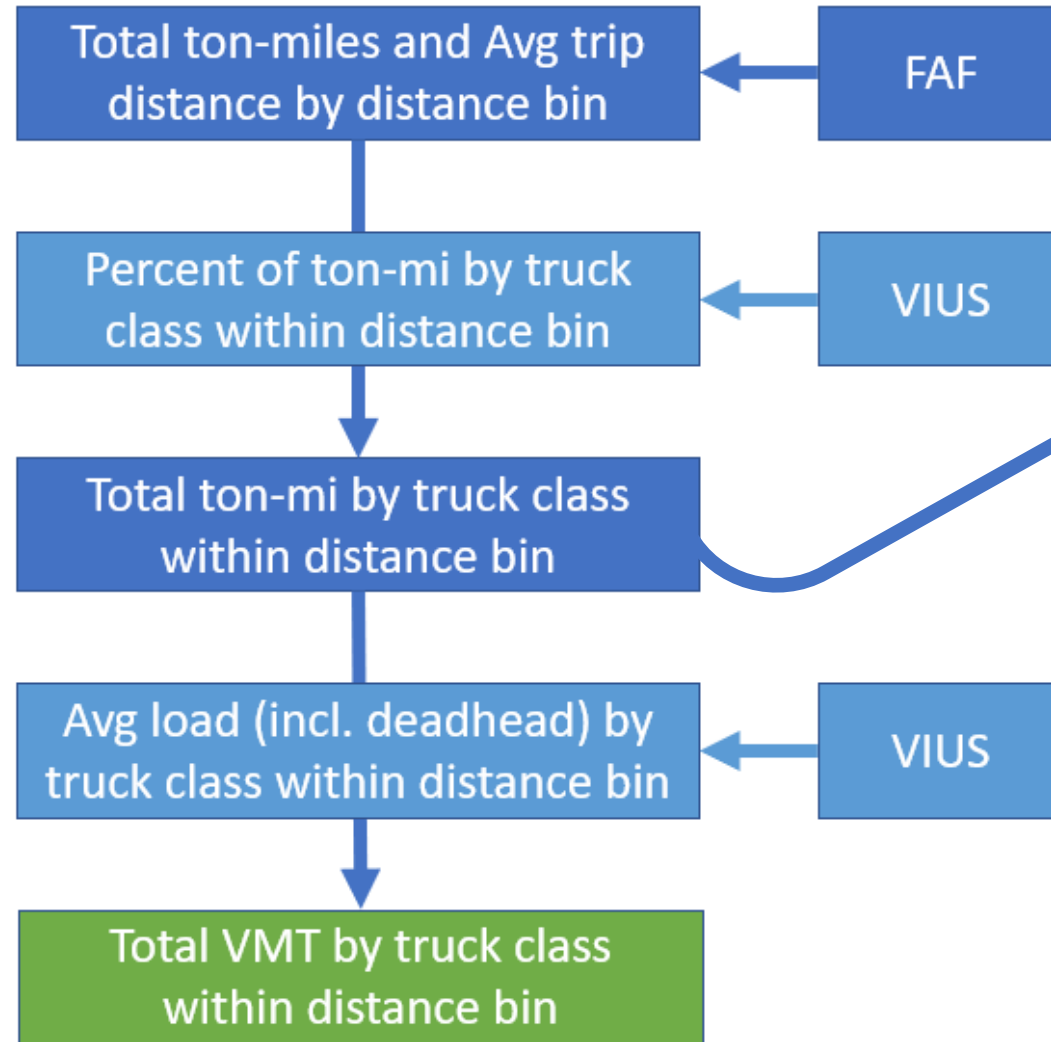 Total ton-miles and Avg trip
distance by distance bin
FAF
Percent of ton-mi by truck
class within distance bin
VIUS
Total ton-mi by truck class
within distance bin
Avg load (incl. deadhead) by
truck class within distance bin
VIUS
Total VMT by truck class
within distance bin